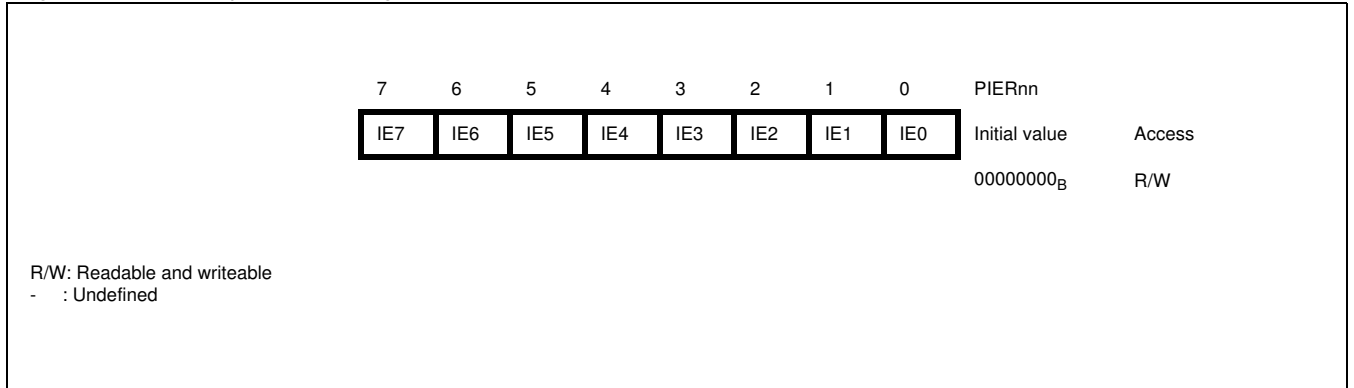 7 6 5 4 3 2 1 0 PIERnn
IE7 IE6 IE5 IE4 IE3 IE2 IE1 IE0 Initial value Access
00000000B R/W
R/W: Readable and writeable
- : Undefined